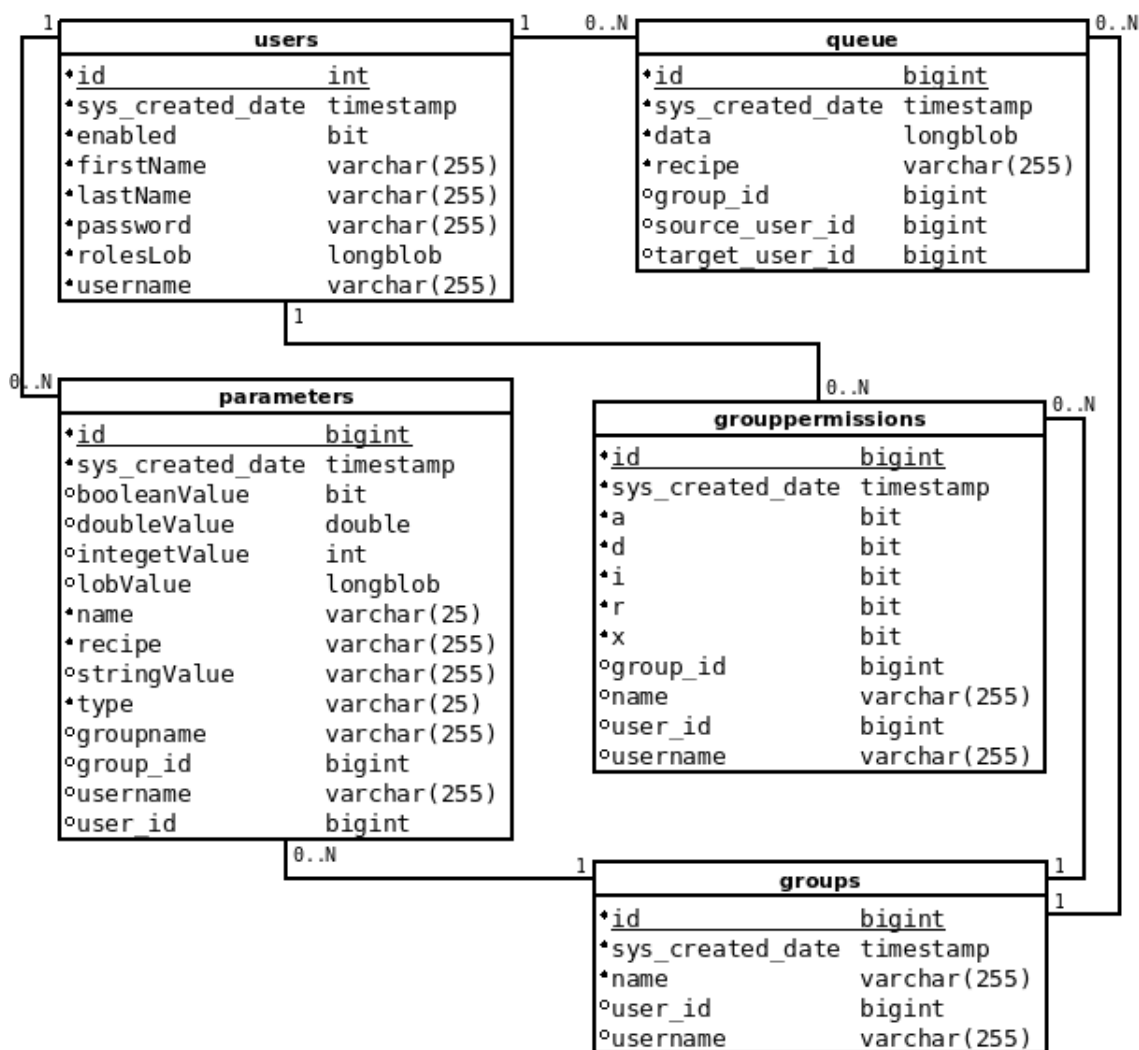 1
users
id int
sys_created_date timestamp
enabled bit
firstName varchar(255)
lastName varchar(255)
password varchar(255)
rolesLob longblob
username varchar(255)
1
1
0..N
queue
0..N
id bigint
sys_created_date timestamp
data longblob
recipe varchar(255)
group_id bigint
source_user_id bigint
target_user_id bigint
0..N
parameters
id bigint
sys_created_date timestamp
booleanValue bit
doubleValue double
integetValue int
lobValue longblob
name varchar(25)
recipe varchar(255)
stringValue varchar(255)
type varchar(25)
groupname varchar(255)
group_id bigint
username varchar(255)
user_id bigint
0..N
0..N
0..N
grouppermissions
id bigint
sys_created_date timestamp
a bit
d bit
i bit
r bit
x bit
group_id bigint
name varchar(255)
user_id bigint
username varchar(255)
1
1
1
groups
id bigint
sys_created_date timestamp
name varchar(255)
user_id bigint
username varchar(255)